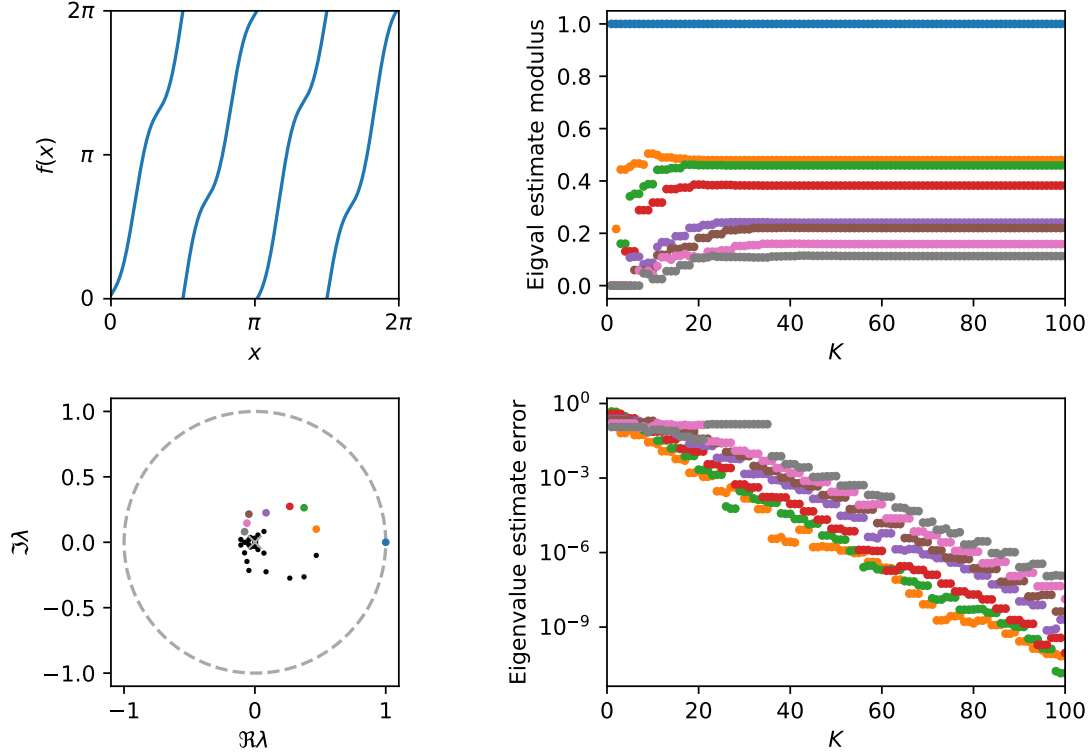 2π
π
0
f(x)
0
π
2π
x
1.0
0.8
0.6
0.4
0.2
0.0
Eigval estimate modulus
0
20
40
60
80
100
K
1.0
0.5
0.0
−0.5
−1.0
ℑλ
−1
0
1
ℜλ
10⁰
10⁻³
10⁻⁶
10⁻⁹
Eigenvalue estimate error
0
20
40
60
80
100
K